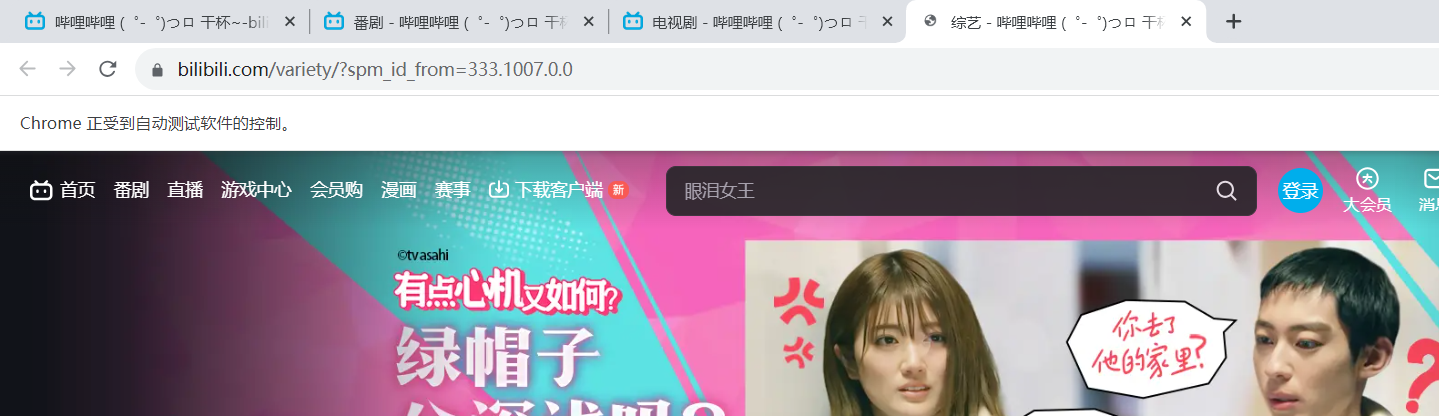 哔哩哔哩 (゜-゜)つロ 干杯~-bili
番剧 - 哔哩哔哩 (゜-゜)つロ 干杯
电视剧 - 哔哩哔哩 (゜-゜)つロ 干
综艺 - 哔哩哔哩 (゜-゜)つロ 干杯
bilibili.com/variety/?spm_id_from=333.1007.0.0
Chrome 正受到自动测试软件的控制。
首页 番剧 直播 游戏中心 会员购 漫画 赛事 下载客户端 新
眼泪女王
登录
大会员
消息
©tv asahi
有点心机又如何?
绿帽子
你去了
他的家里?
?